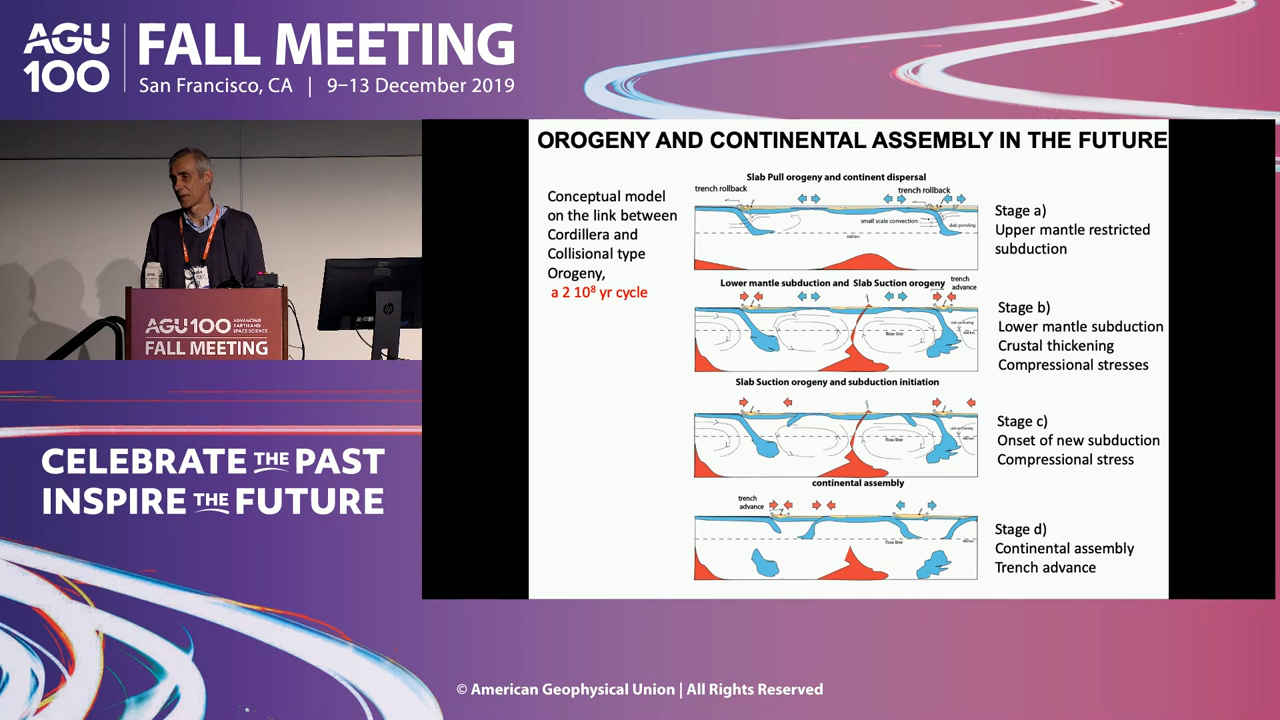 AGU
100
FALL MEETING
San Francisco, CA | 9–13 December 2019
AGU100 ADVANCING EARTH AND SPACE SCIENCE
FALL MEETING
CELEBRATE THE PAST
INSPIRE THE FUTURE
OROGENY AND CONTINENTAL ASSEMBLY IN THE FUTURE
Conceptual model
on the link between
Cordillera and
Collisional type
Orogeny,
a 2 10⁸ yr cycle
Slab Pull orogeny and continent dispersal
trench rollback
trench rollback
small scale convection
slab ponding
660 km
Stage a)
Upper mantle restricted
subduction
Lower mantle subduction and Slab Suction orogeny
trench
advance
flow line
Stage b)
Lower mantle subduction
Crustal thickening
Compressional stresses
Slab Suction orogeny and subduction initiation
flow line
Stage c)
Onset of new subduction
Compressional stress
continental assembly
trench
advance
flow line
Stage d)
Continental assembly
Trench advance
© American Geophysical Union | All Rights Reserved